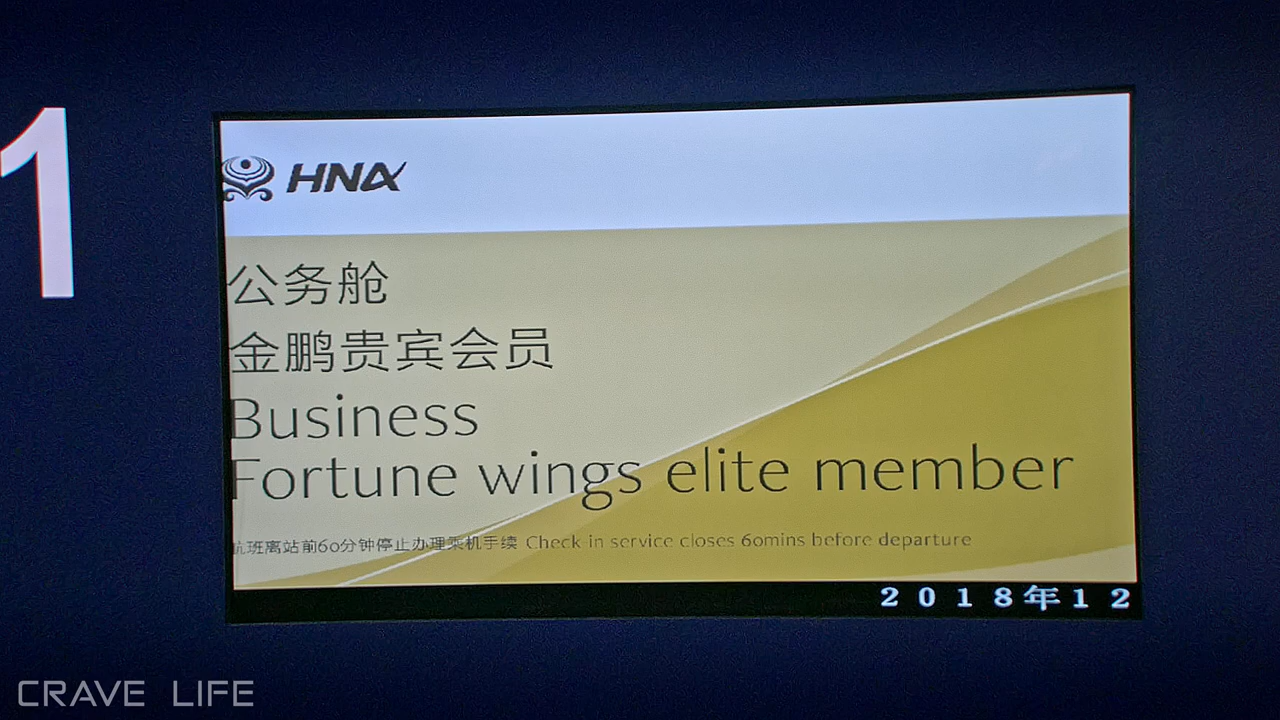 1
HNA
公务舱
金鹏贵宾会员
Business
Fortune wings elite member
航班离站前60分钟停止办理乘机手续 Check-in service closes 60mins before departure
2018年12
CRAVE LIFE